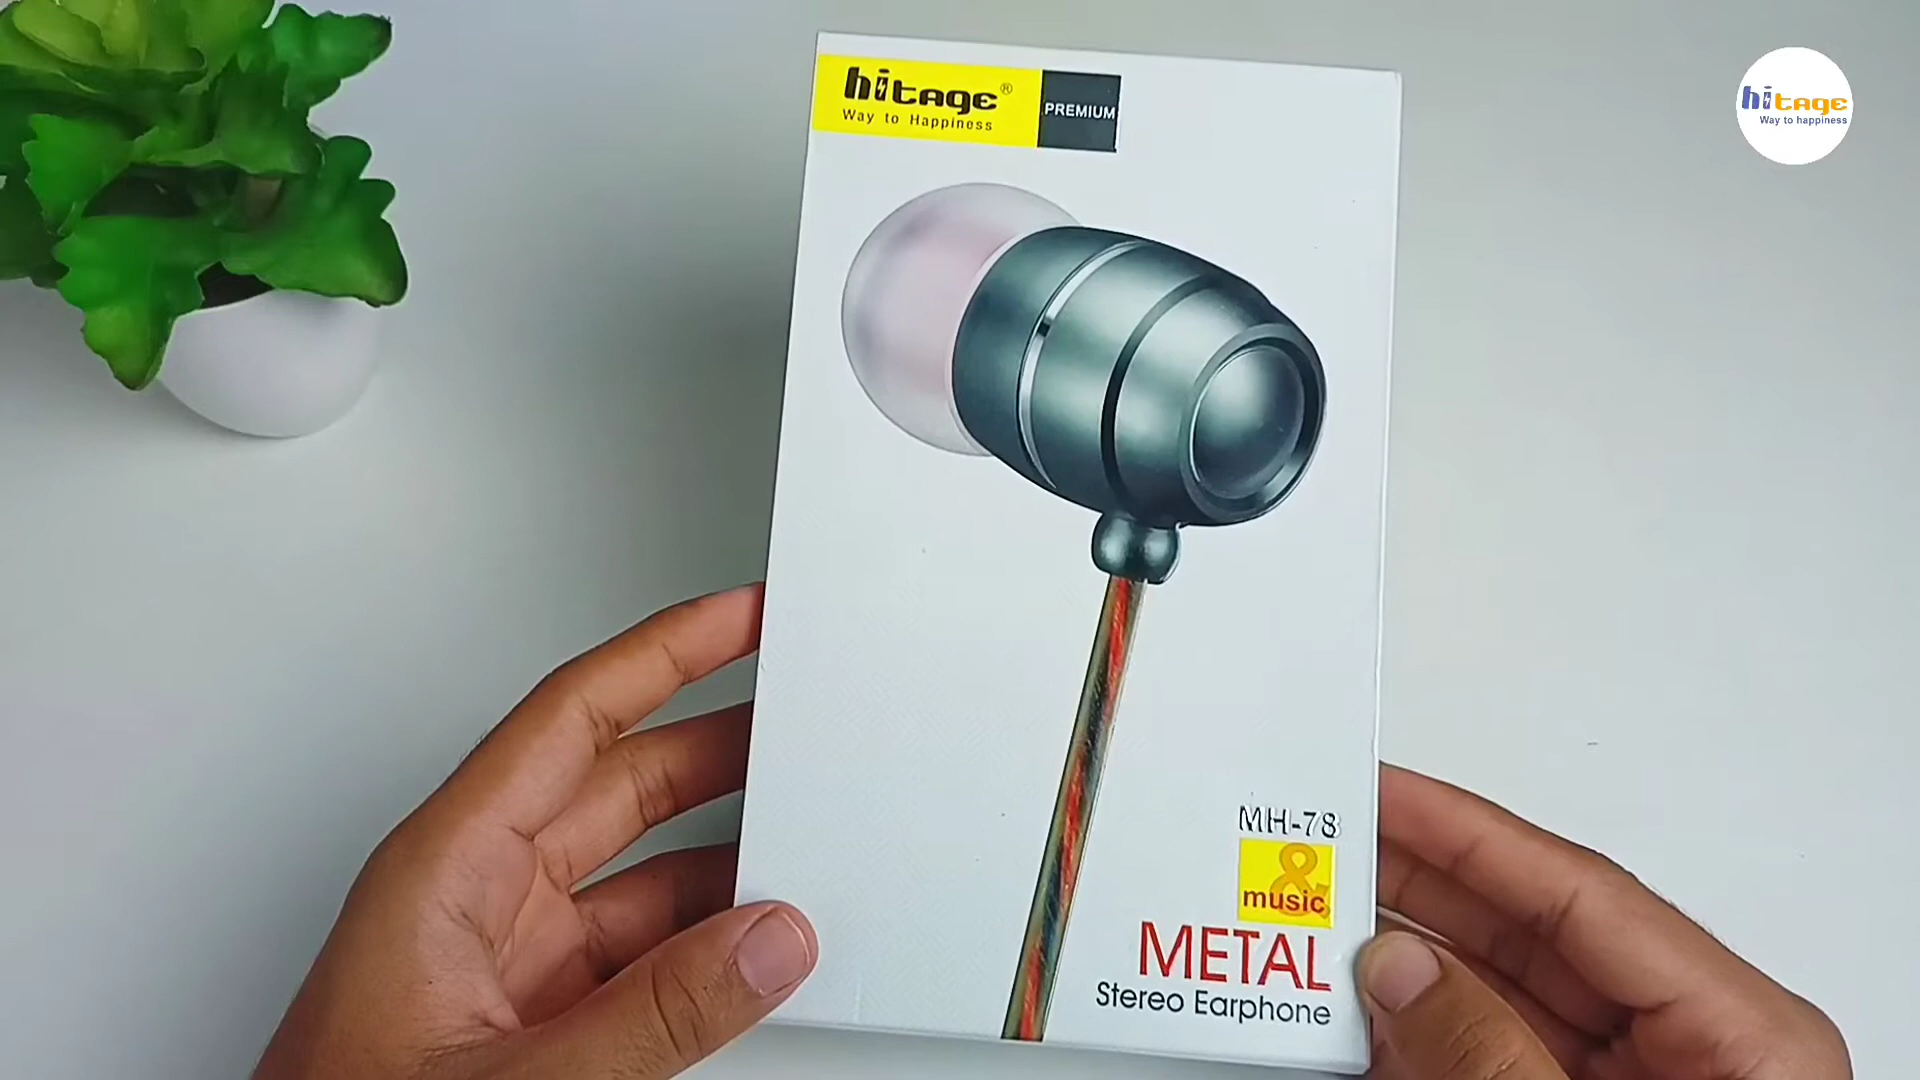 hitage®
Way to Happiness
PREMIUM
hitage
Way to happiness
MH-78
&
music
METAL
Stereo Earphone